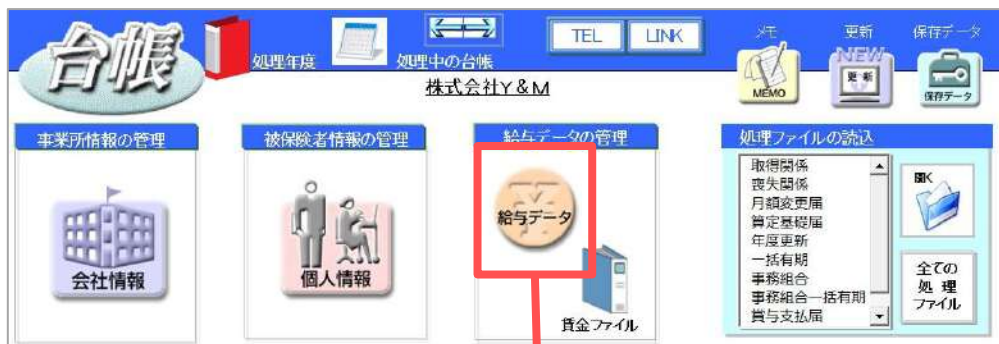 台帳
処理年度
処理中の台帳
TEL
LINK
メモ
更新
保存データ
MEMO
NEW
更新
保存データ
株式会社Y&M
事業所情報の管理
被保険者情報の管理
給与データの管理
処理ファイルの読込
会社情報
個人情報
給与データ
賃金ファイル
取得関係
喪失関係
月額変更届
算定基礎届
年度更新
一括有期
事務組合
事務組合一括有期
賞与支払届
開く
全ての
処 理
ファイル